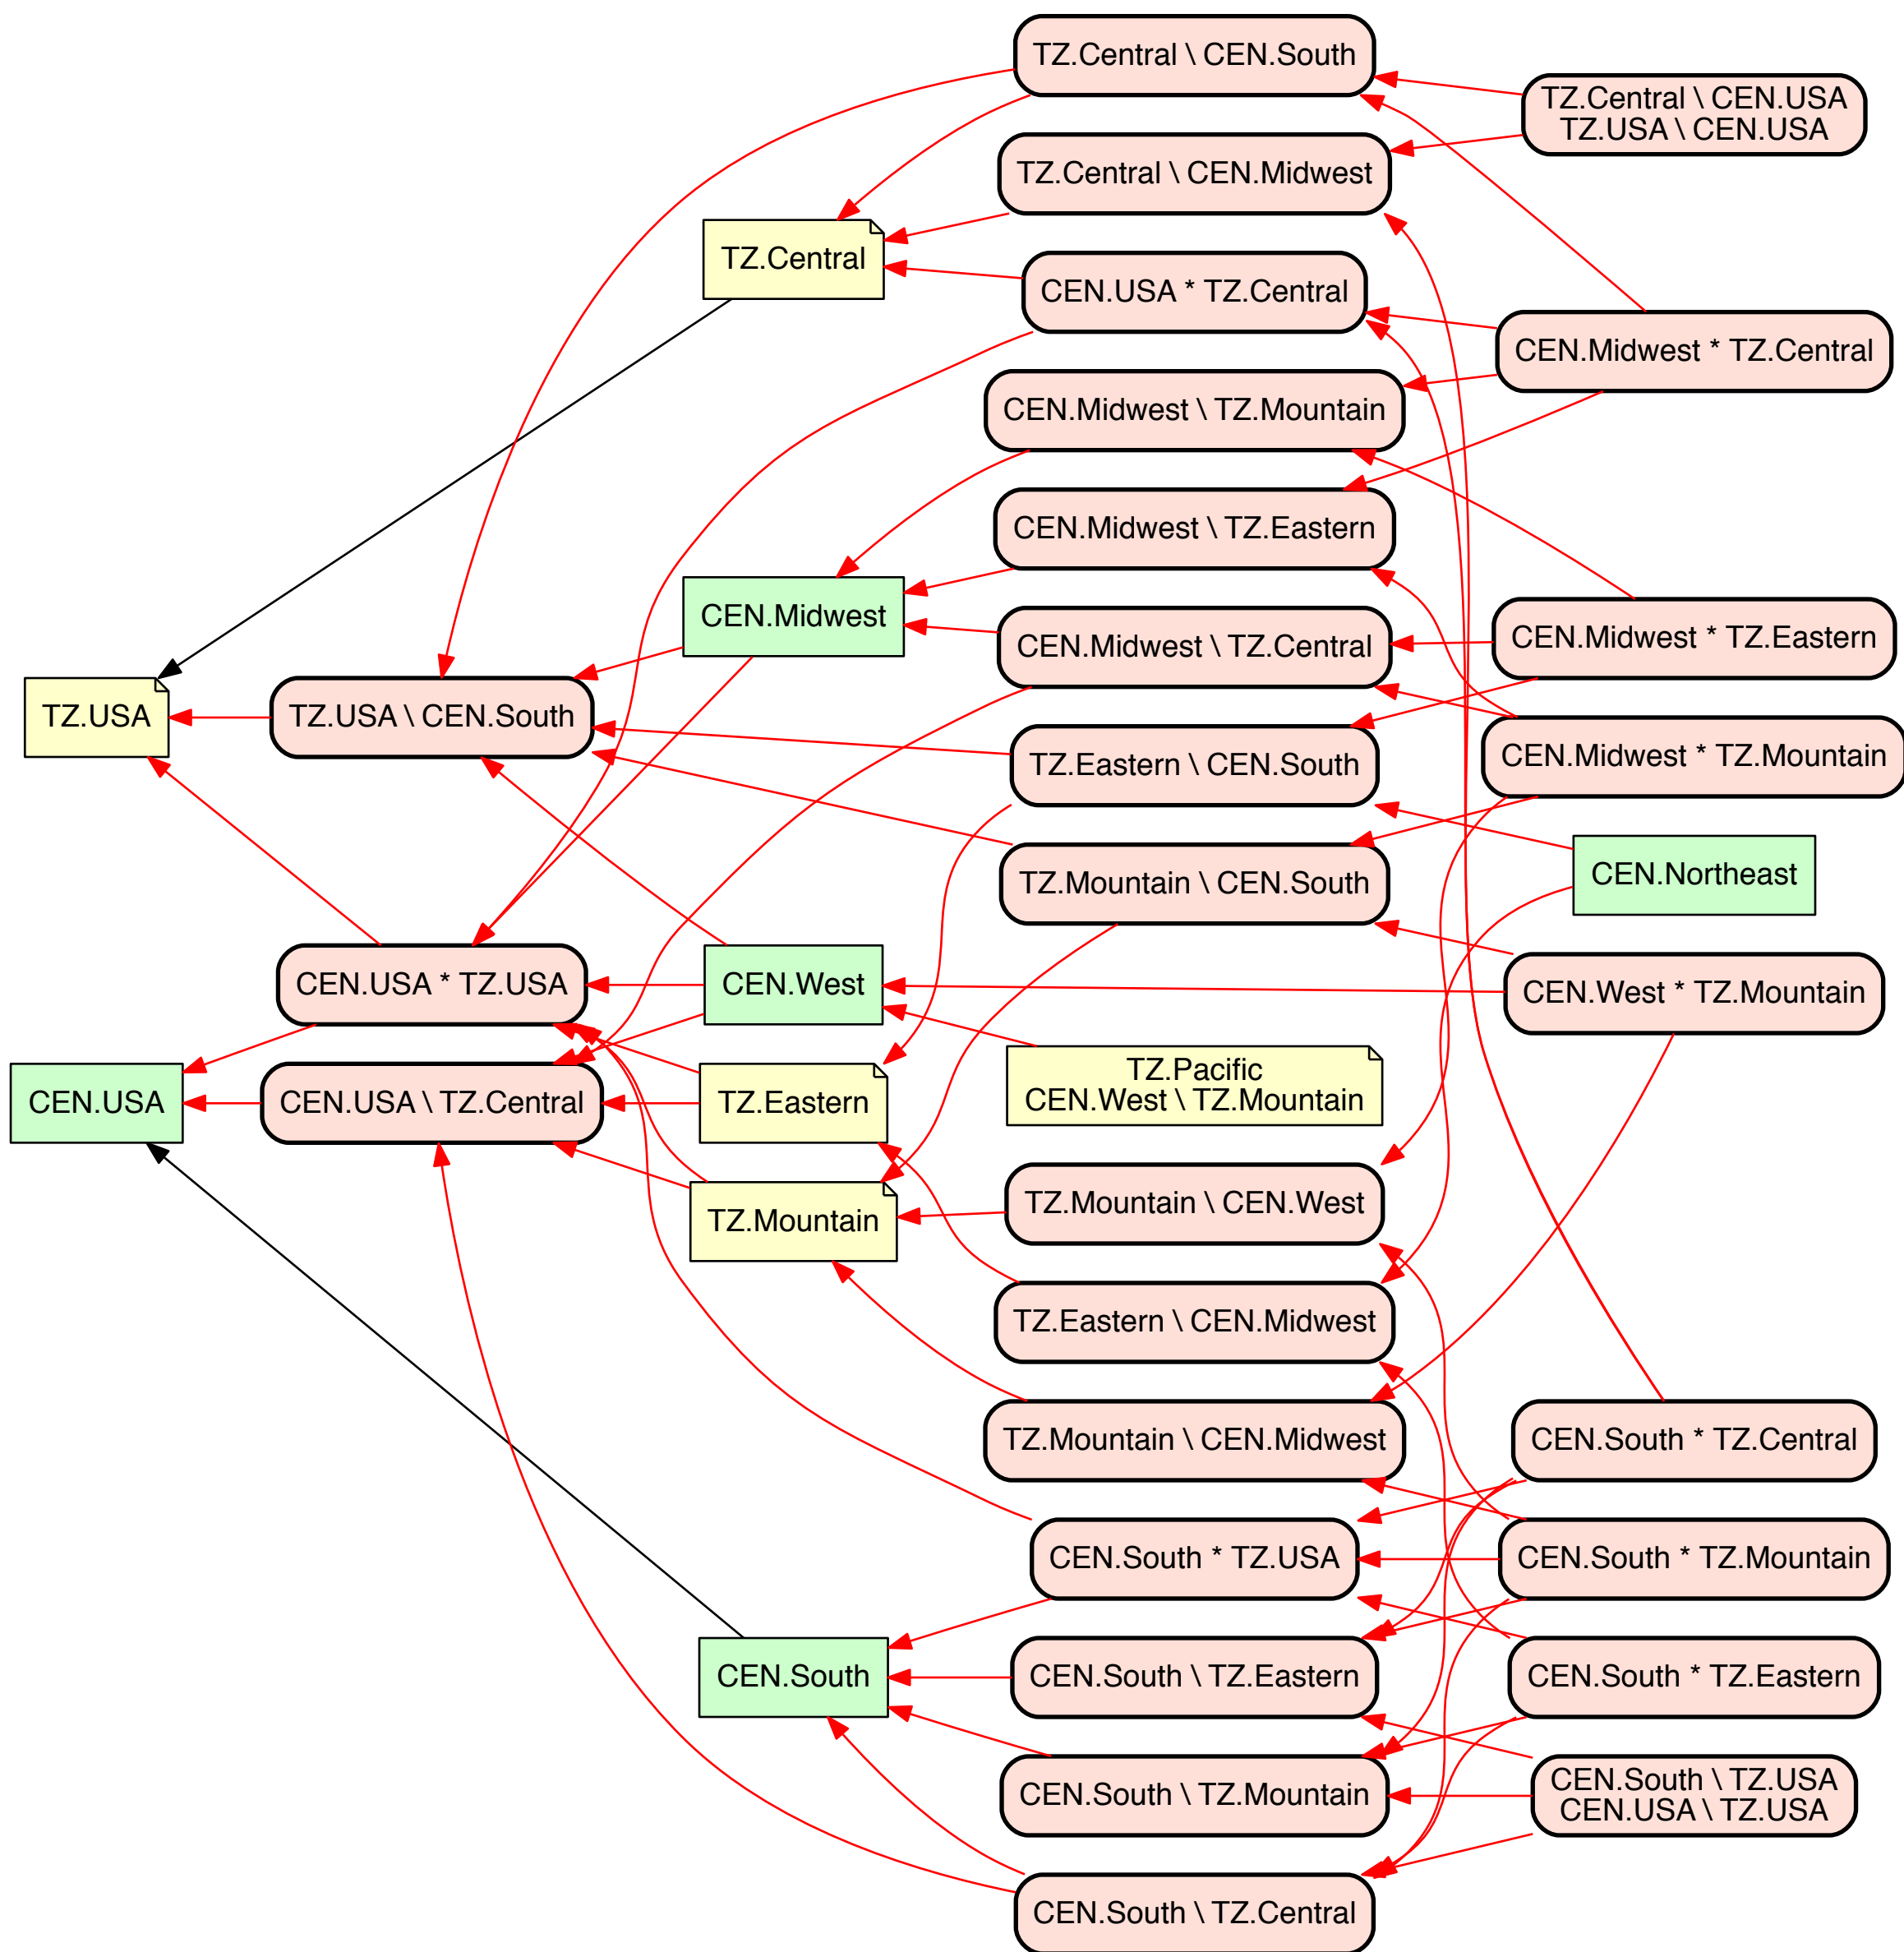 TZ.Central \ CEN.South
TZ.Central \ CEN.USA
TZ.USA \ CEN.USA
TZ.Central \ CEN.Midwest
TZ.Central
CEN.USA * TZ.Central
CEN.Midwest * TZ.Central
CEN.Midwest \ TZ.Mountain
CEN.Midwest \ TZ.Eastern
CEN.Midwest
CEN.Midwest \ TZ.Central
CEN.Midwest * TZ.Eastern
TZ.USA
TZ.USA \ CEN.South
TZ.Eastern \ CEN.South
CEN.Midwest * TZ.Mountain
TZ.Mountain \ CEN.South
CEN.Northeast
CEN.USA * TZ.USA
CEN.West
CEN.West * TZ.Mountain
CEN.USA
CEN.USA \ TZ.Central
TZ.Eastern
TZ.Pacific
CEN.West \ TZ.Mountain
TZ.Mountain
TZ.Mountain \ CEN.West
TZ.Eastern \ CEN.Midwest
TZ.Mountain \ CEN.Midwest
CEN.South * TZ.Central
CEN.South * TZ.USA
CEN.South * TZ.Mountain
CEN.South
CEN.South \ TZ.Eastern
CEN.South * TZ.Eastern
CEN.South \ TZ.Mountain
CEN.South \ TZ.USA
CEN.USA \ TZ.USA
CEN.South \ TZ.Central